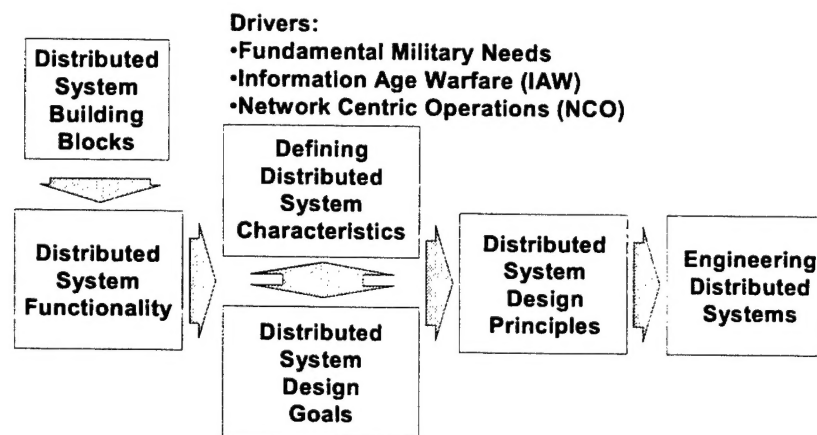 Drivers:
•Fundamental Military Needs
•Information Age Warfare (IAW)
•Network Centric Operations (NCO)
Distributed
System
Building
Blocks
Distributed
System
Functionality
Defining
Distributed
System
Characteristics
Distributed
System
Design
Goals
Distributed
System
Design
Principles
Engineering
Distributed
Systems